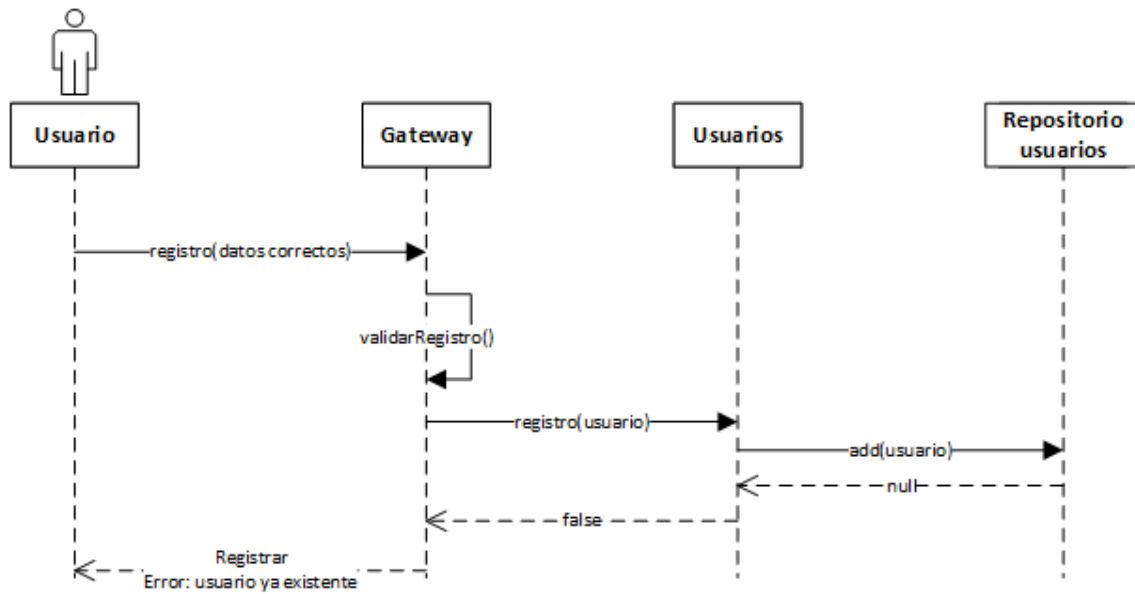 Usuario
Gateway
Usuarios
Repositorio
usuarios
registro(datos correctos)
validarRegistro()
registro(usuario)
add(usuario)
null
false
Registrar
Error: usuario ya existente